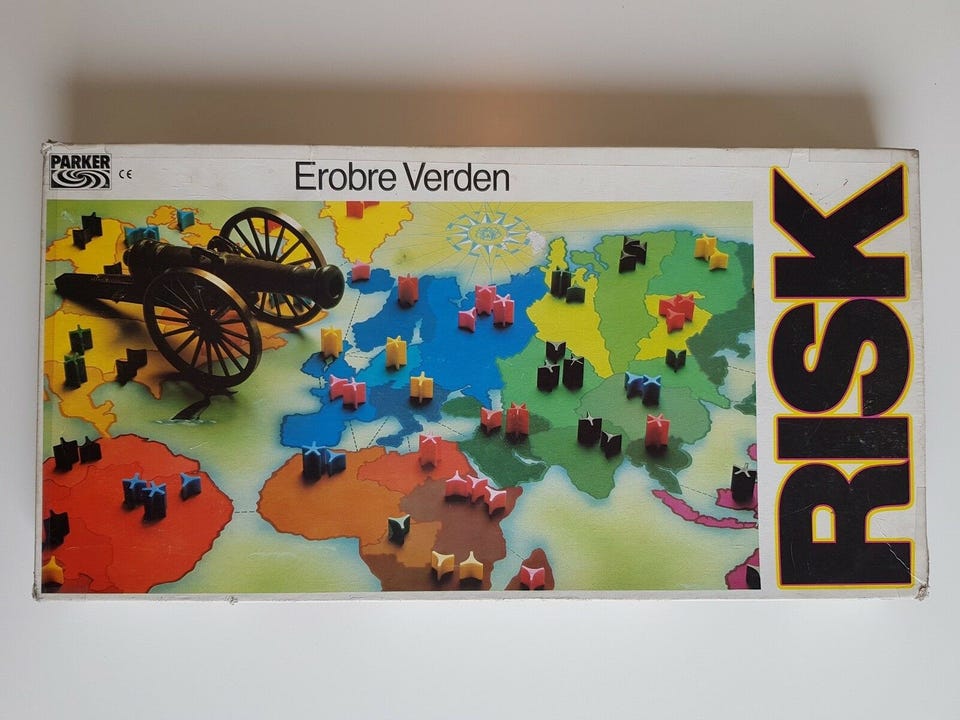 PARKER
CE
Erobre Verden
RISK